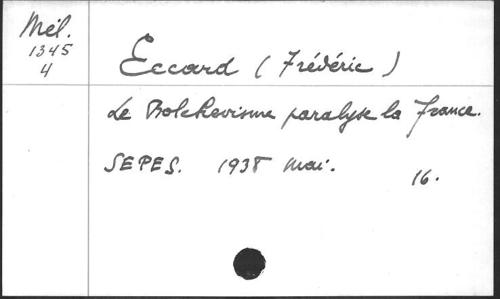 Mél.
1345
4
Eccard (Frédéric)
Le Bolchevisme paralyse la France.
SEPES. 1938 Mai. 16.